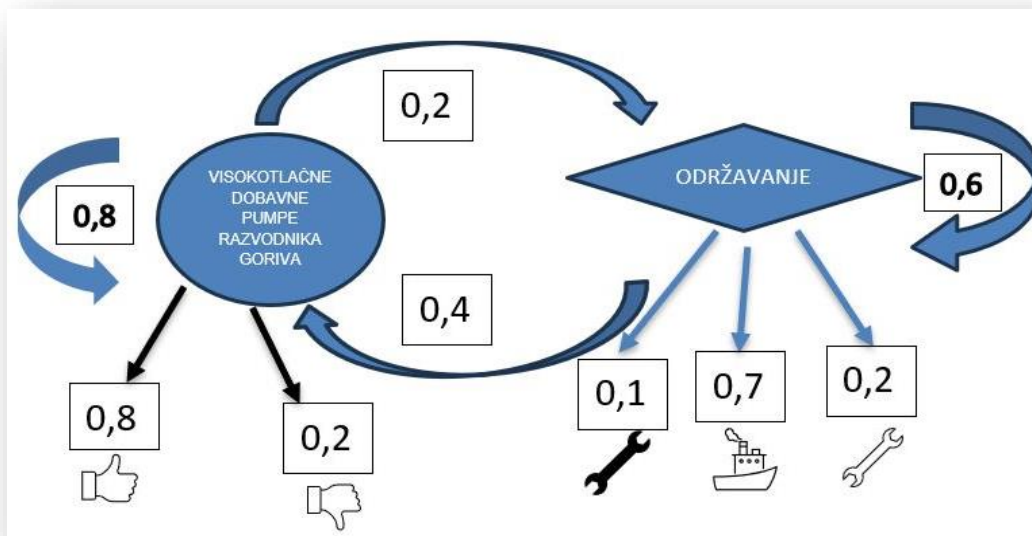 0,2
VISOKOTLAČNE
DOBAVNE
PUMPE
RAZVODNIKA
GORIVA
ODRŽAVANJE
0,8
0,6
0,4
0,8
0,2
0,1
0,7
0,2